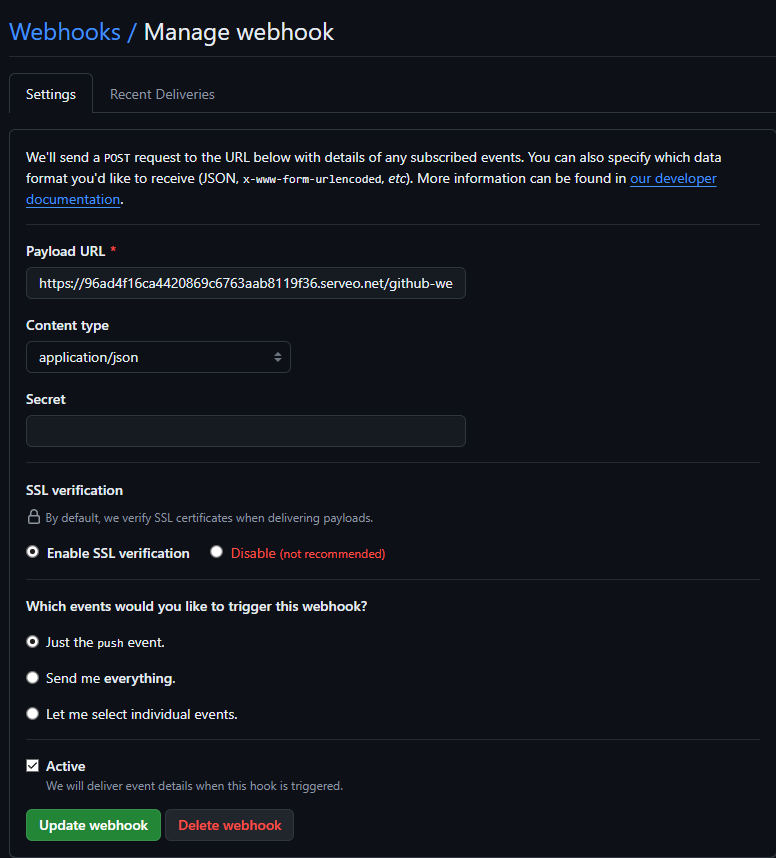 Webhooks / Manage webhook
Settings
Recent Deliveries
We'll send a POST request to the URL below with details of any subscribed events. You can also specify which data
format you'd like to receive (JSON, x-www-form-urlencoded, etc). More information can be found in our developer
documentation.
Payload URL *
https://96ad4f16ca4420869c6763aab8119f36.serveo.net/github-we
Content type
application/json
Secret
SSL verification
By default, we verify SSL certificates when delivering payloads.
Enable SSL verification
Disable (not recommended)
Which events would you like to trigger this webhook?
Just the push event.
Send me everything.
Let me select individual events.
Active
We will deliver event details when this hook is triggered.
Update webhook
Delete webhook